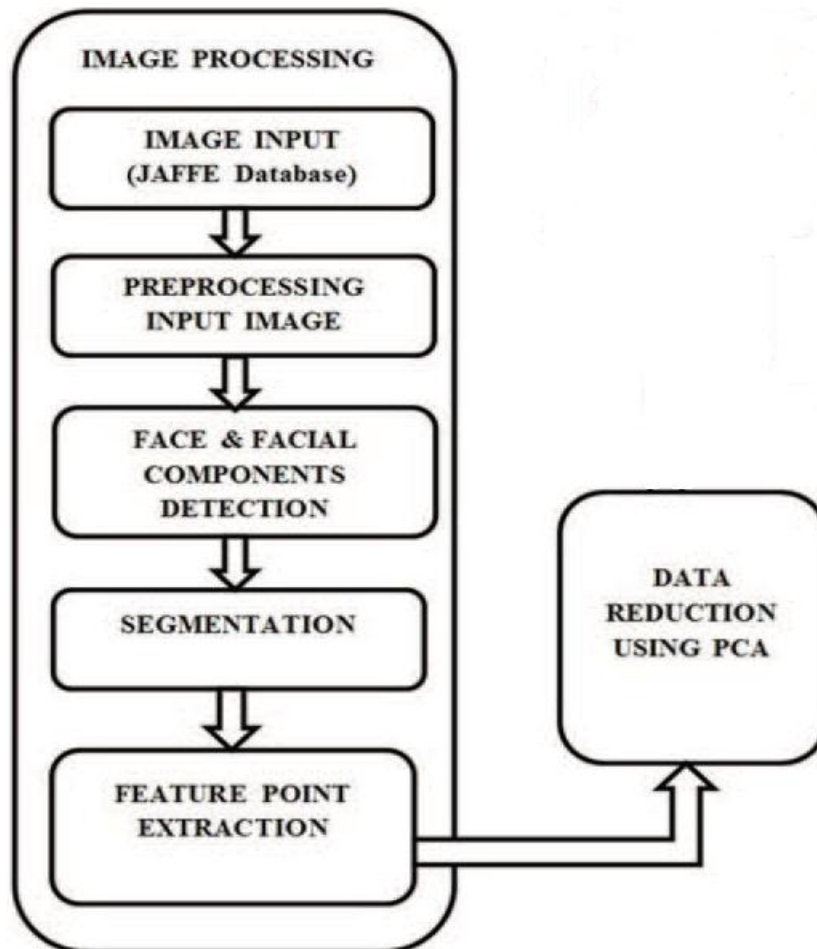 IMAGE PROCESSING
IMAGE INPUT
(JAFFE Database)
PREPROCESSING
INPUT IMAGE
FACE & FACIAL
COMPONENTS
DETECTION
SEGMENTATION
FEATURE POINT
EXTRACTION
DATA
REDUCTION
USING PCA